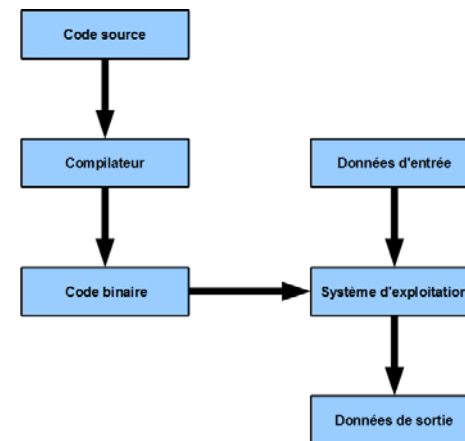 Code source
Compilateur
Données d'entrée
Code binaire
Système d'exploitation
Données de sortie